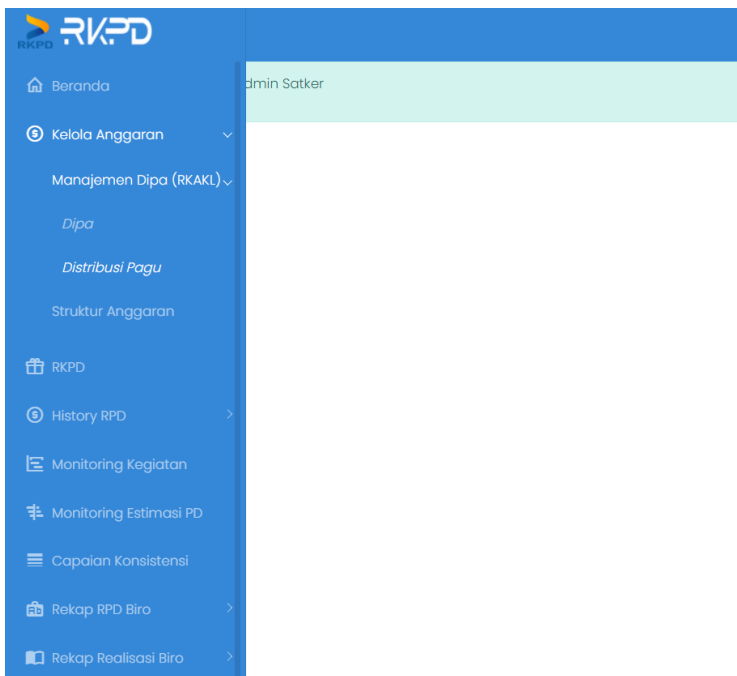 RKPD
RKPD
Beranda
dmin Satker
Kelola Anggaran
Manajemen Dipa (RKAKL)
Dipa
Distribusi Pagu
Struktur Anggaran
RKPD
History RPD
Monitoring Kegiatan
Monitoring Estimasi PD
Capaian Konsistensi
Rekap RPD Biro
Rekap Realisasi Biro